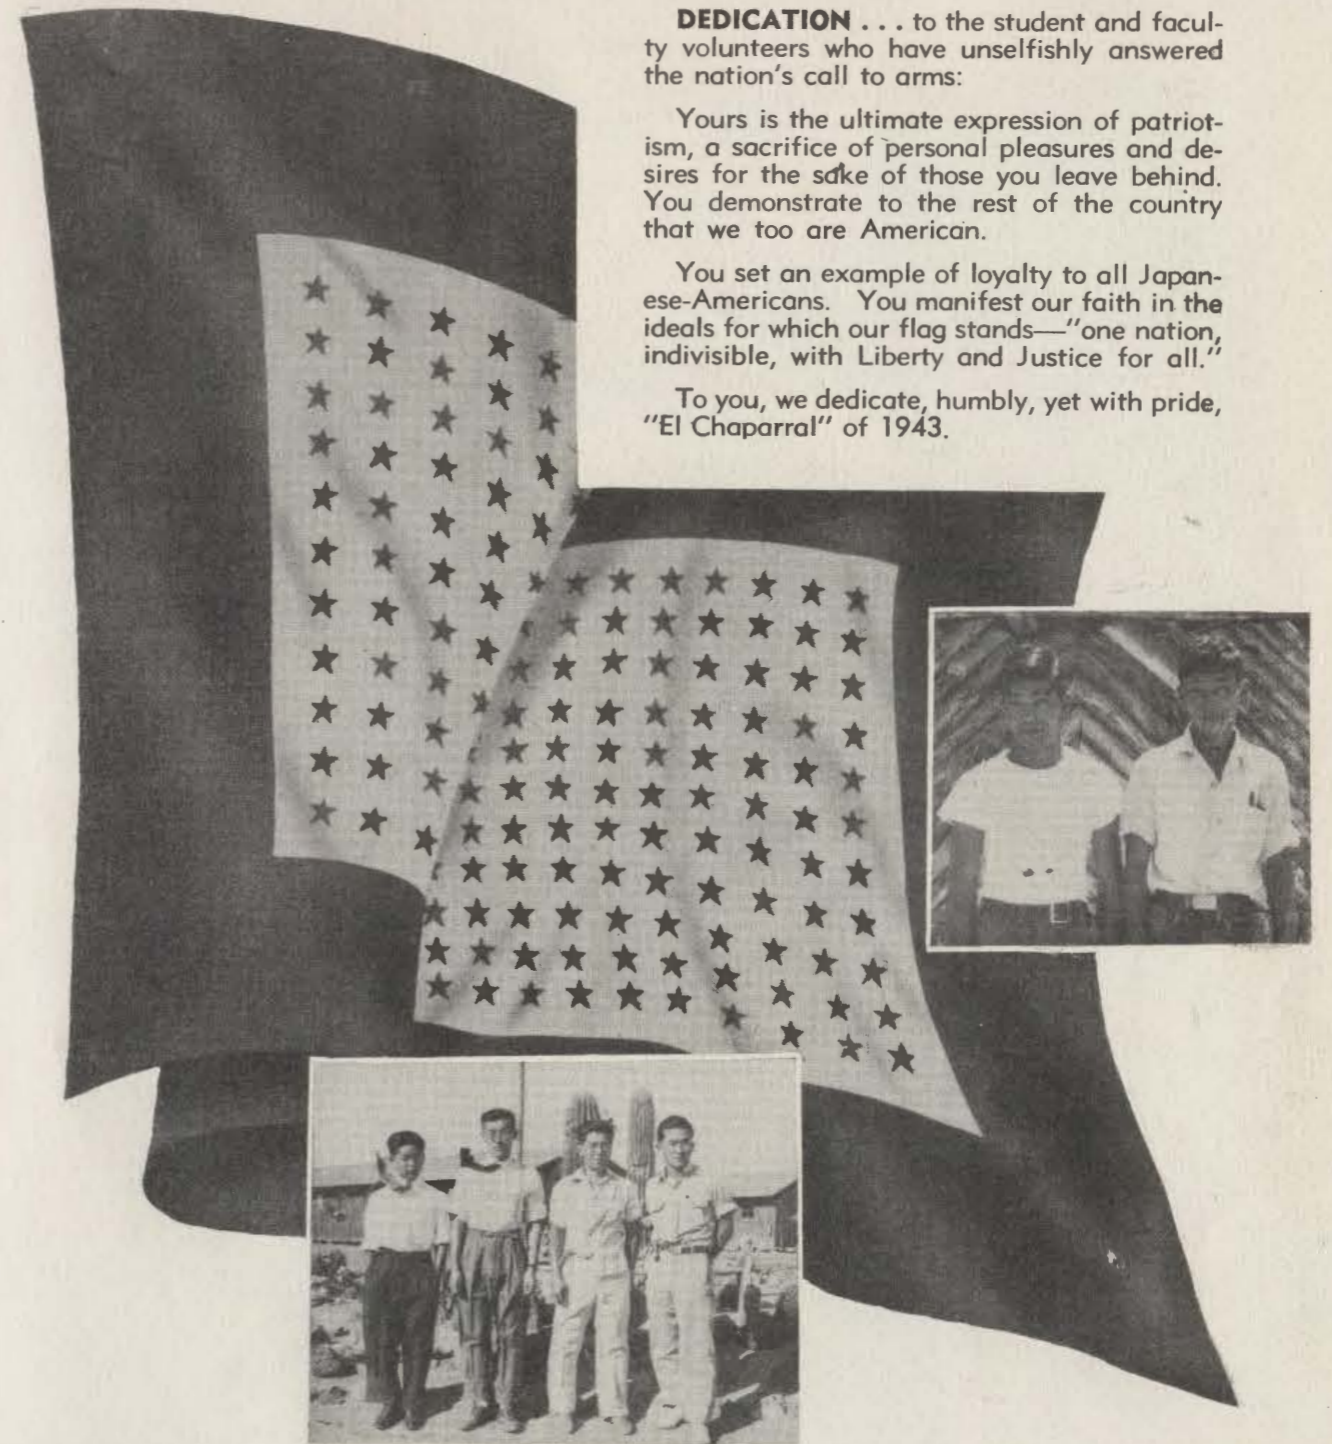 DEDICATION . . . to the student and facul-
ty volunteers who have unselfishly answered
the nation's call to arms:
Yours is the ultimate expression of patriot-
ism, a sacrifice of personal pleasures and de-
sires for the sake of those you leave behind.
You demonstrate to the rest of the country
that we too are American.
You set an example of loyalty to all Japan-
ese-Americans. You manifest our faith in the
ideals for which our flag stands—"one nation,
indivisible, with Liberty and Justice for all."
To you, we dedicate, humbly, yet with pride,
"El Chaparral" of 1943.